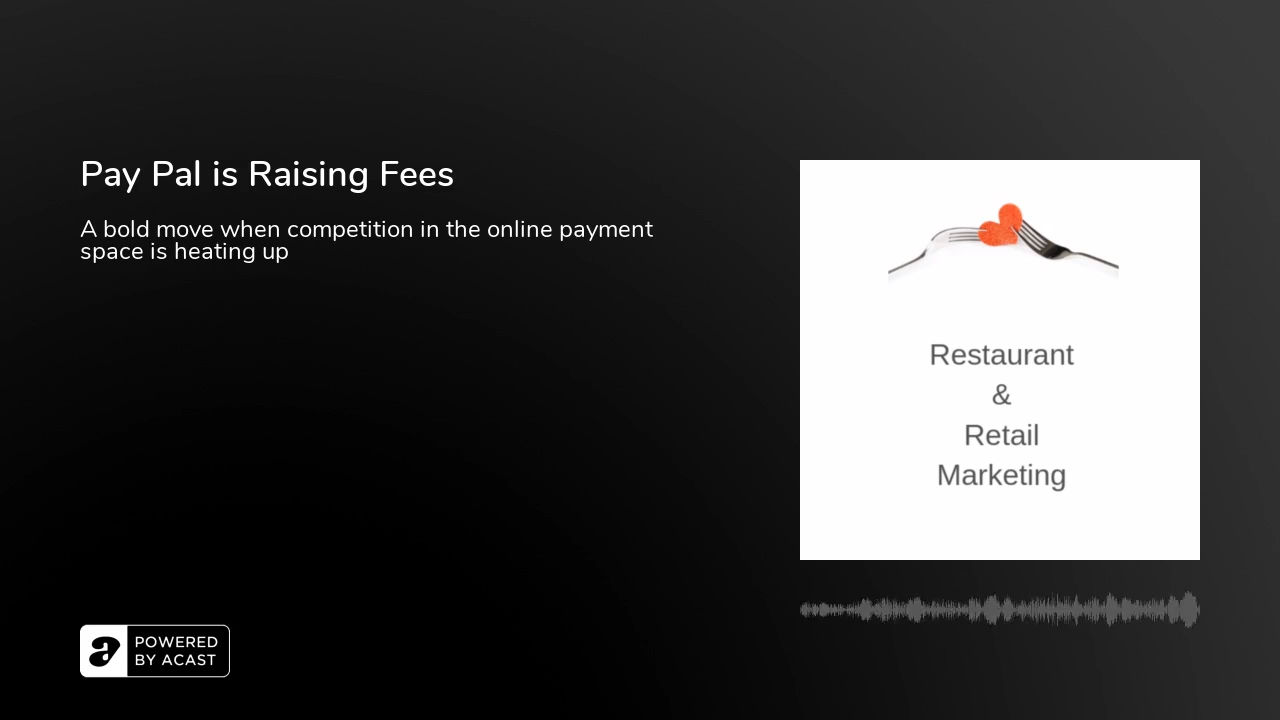 Pay Pal is Raising Fees
A bold move when competition in the online payment
space is heating up
Restaurant
&
Retail
Marketing
POWERED
BY ACAST